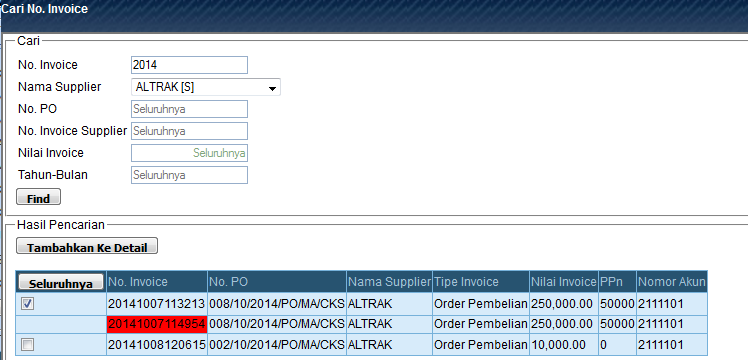 Cari No. Invoice
Cari
No. Invoice 2014
Nama Supplier ALTRAK [S]
No. PO Seluruhnya
No. Invoice Supplier Seluruhnya
Nilai Invoice Seluruhnya
Tahun-Bulan Seluruhnya
Find
Hasil Pencarian
Tambahkan Ke Detail
Seluruhnya No. Invoice No. PO Nama Supplier Tipe Invoice Nilai Invoice PPn Nomor Akun
20141007113213 008/10/2014/PO/MA/CKS ALTRAK Order Pembelian 250,000.00 50000 2111101
20141007114954 008/10/2014/PO/MA/CKS ALTRAK Order Pembelian 250,000.00 50000 2111101
20141008120615 002/10/2014/PO/MA/CKS ALTRAK Order Pembelian 10,000.00 0 2111101